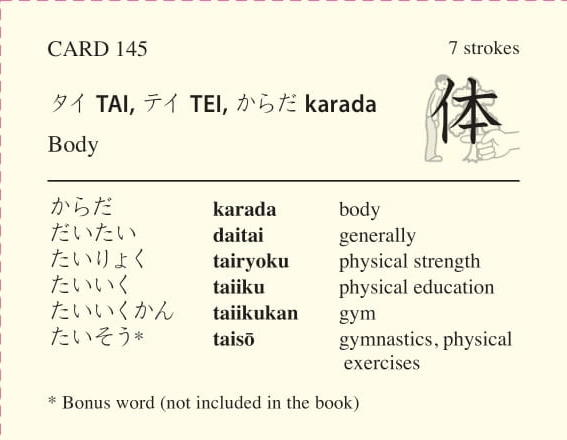 CARD 145 7 strokes
タイ TAI, テイ TEI, からだ karada 体
Body
からだ karada body
だいたい daitai generally
たいりょく tairyoku physical strength
たいいく taiiku physical education
たいいくかん taiikukan gym
たいそう* taisō gymnastics, physical
exercises
* Bonus word (not included in the book)